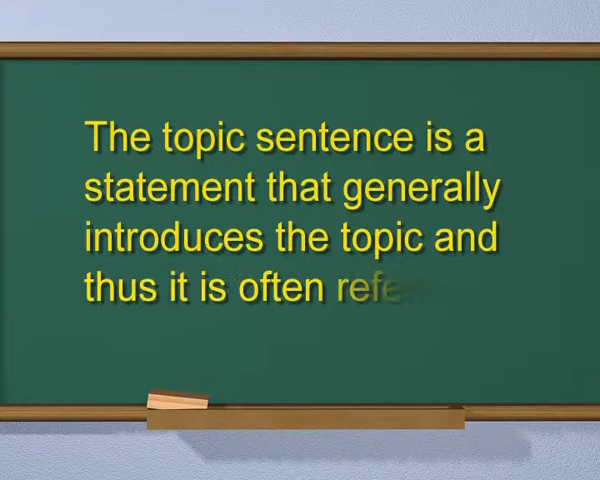 The topic sentence is a
statement that generally
introduces the topic and
thus it is often